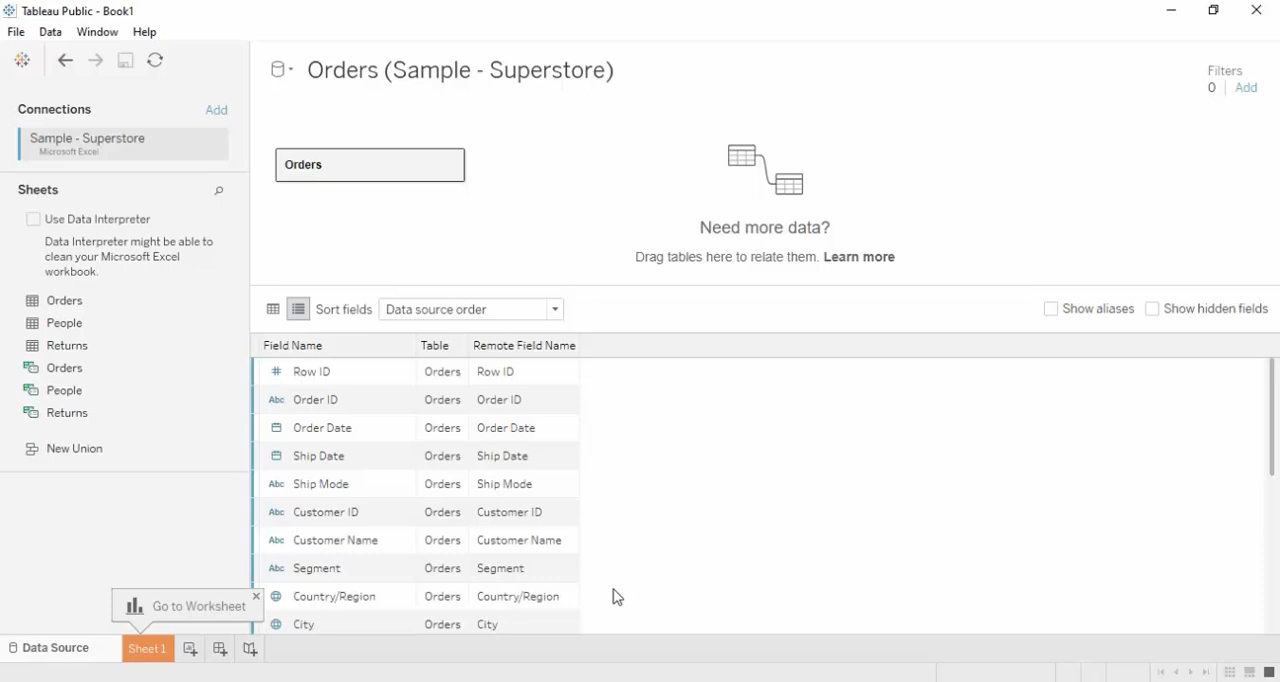 Tableau Public - Book1
File Data Window Help
Connections Add
Sample - Superstore
Microsoft Excel
Sheets
Use Data Interpreter
Data Interpreter might be able to
clean your Microsoft Excel
workbook.
Orders
People
Returns
Orders
People
Returns
New Union
Orders (Sample - Superstore)
Filters
0 Add
Orders
Need more data?
Drag tables here to relate them. Learn more
Sort fields Data source order Show aliases Show hidden fields
Field Name Table Remote Field Name
# Row ID Orders Row ID
Abc Order ID Orders Order ID
Order Date Orders Order Date
Ship Date Orders Ship Date
Abc Ship Mode Orders Ship Mode
Abc Customer ID Orders Customer ID
Abc Customer Name Orders Customer Name
Abc Segment Orders Segment
Country/Region Orders Country/Region
City Orders City
Go to Worksheet
Data Source Sheet 1